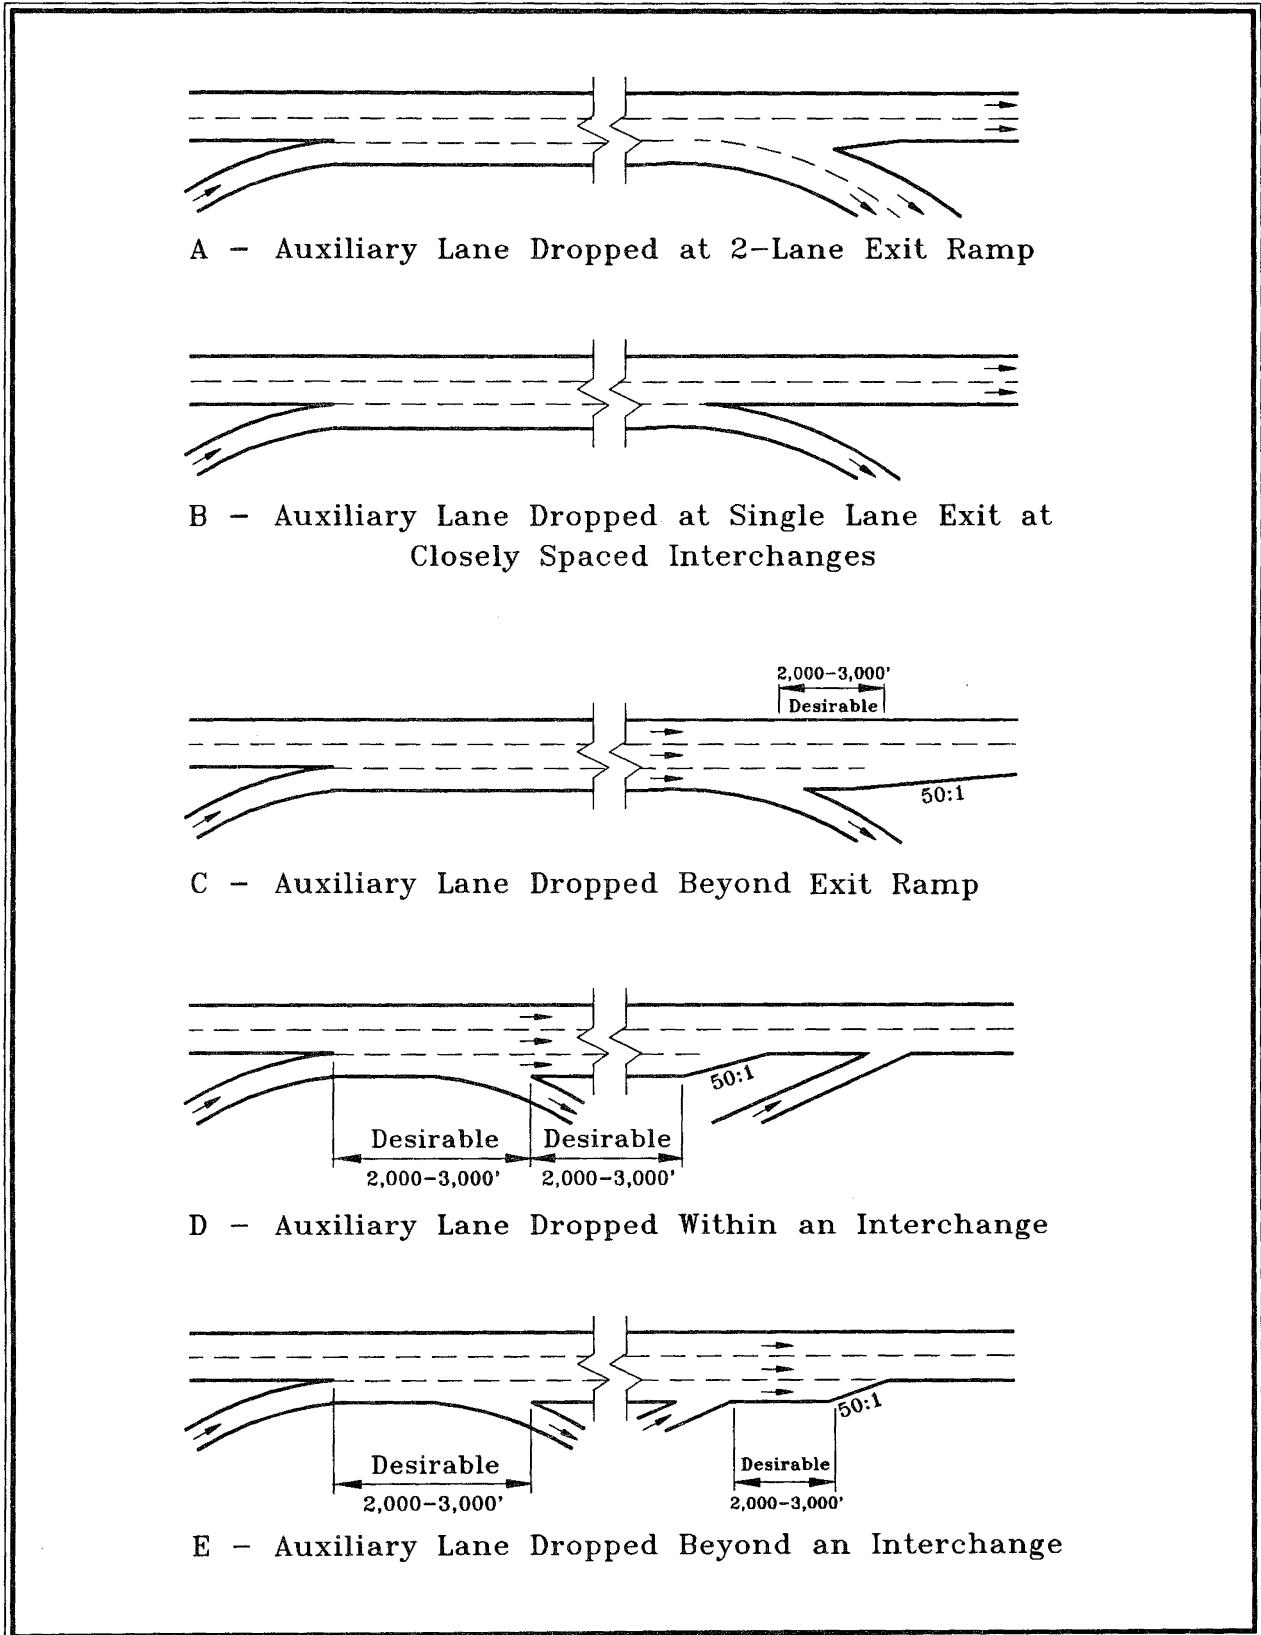 A – Auxiliary Lane Dropped at 2–Lane Exit Ramp
B – Auxiliary Lane Dropped at Single Lane Exit at
Closely Spaced Interchanges
2,000–3,000'
Desirable
50:1
C – Auxiliary Lane Dropped Beyond Exit Ramp
50:1
Desirable Desirable
2,000–3,000' 2,000–3,000'
D – Auxiliary Lane Dropped Within an Interchange
50:1
Desirable Desirable
2,000–3,000' 2,000–3,000'
E – Auxiliary Lane Dropped Beyond an Interchange